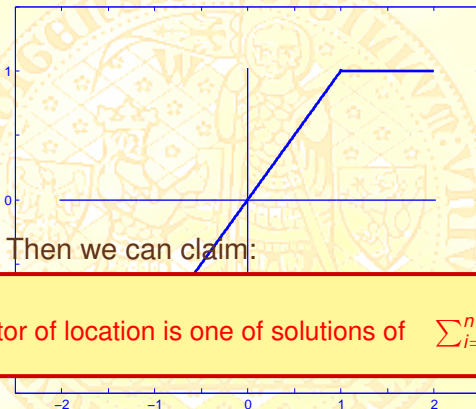 1
0
Then we can claim:
tor of location is one of solutions of ∑ⁿᵢ₌
−2 −1 0 1 2